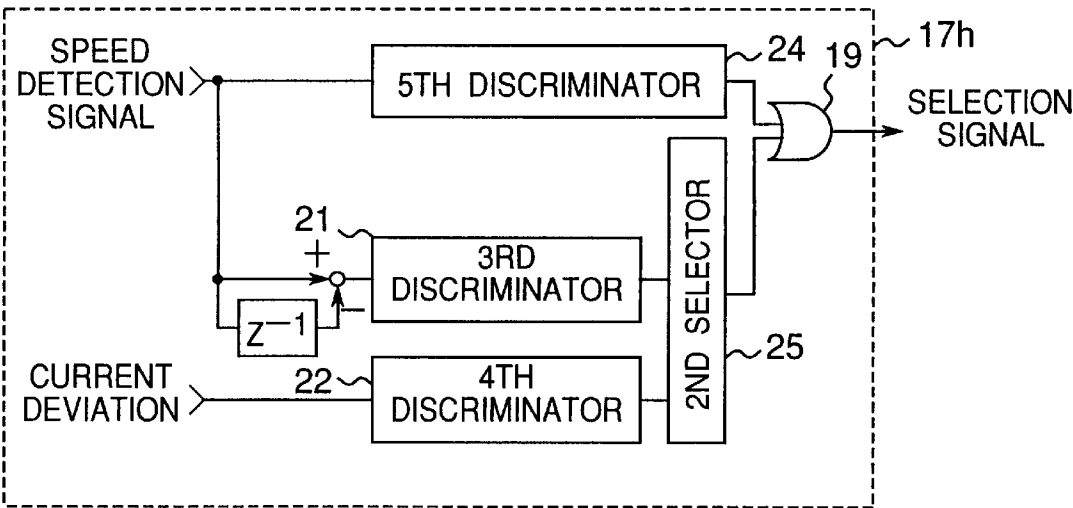 SPEED
DETECTION
SIGNAL
5TH DISCRIMINATOR
24
19
17h
SELECTION
SIGNAL
21
+
−
3RD
DISCRIMINATOR
Z−1
2ND SELECTOR
25
CURRENT
DEVIATION
22
4TH
DISCRIMINATOR